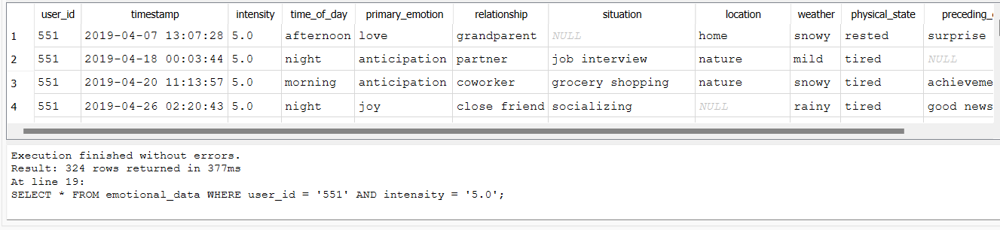 user_id timestamp intensity time_of_day primary_emotion relationship situation location weather physical_state preceding_
1 551 2019-04-07 13:07:28 5.0 afternoon love grandparent NULL home snowy rested surprise
2 551 2019-04-18 00:03:44 5.0 night anticipation partner job interview nature mild tired NULL
3 551 2019-04-20 11:13:57 5.0 morning anticipation coworker grocery shopping nature snowy tired achieveme
4 551 2019-04-26 02:20:43 5.0 night joy close friend socializing NULL rainy tired good news
Execution finished without errors.
Result: 324 rows returned in 377ms
At line 19:
SELECT * FROM emotional_data WHERE user_id = '551' AND intensity = '5.0';